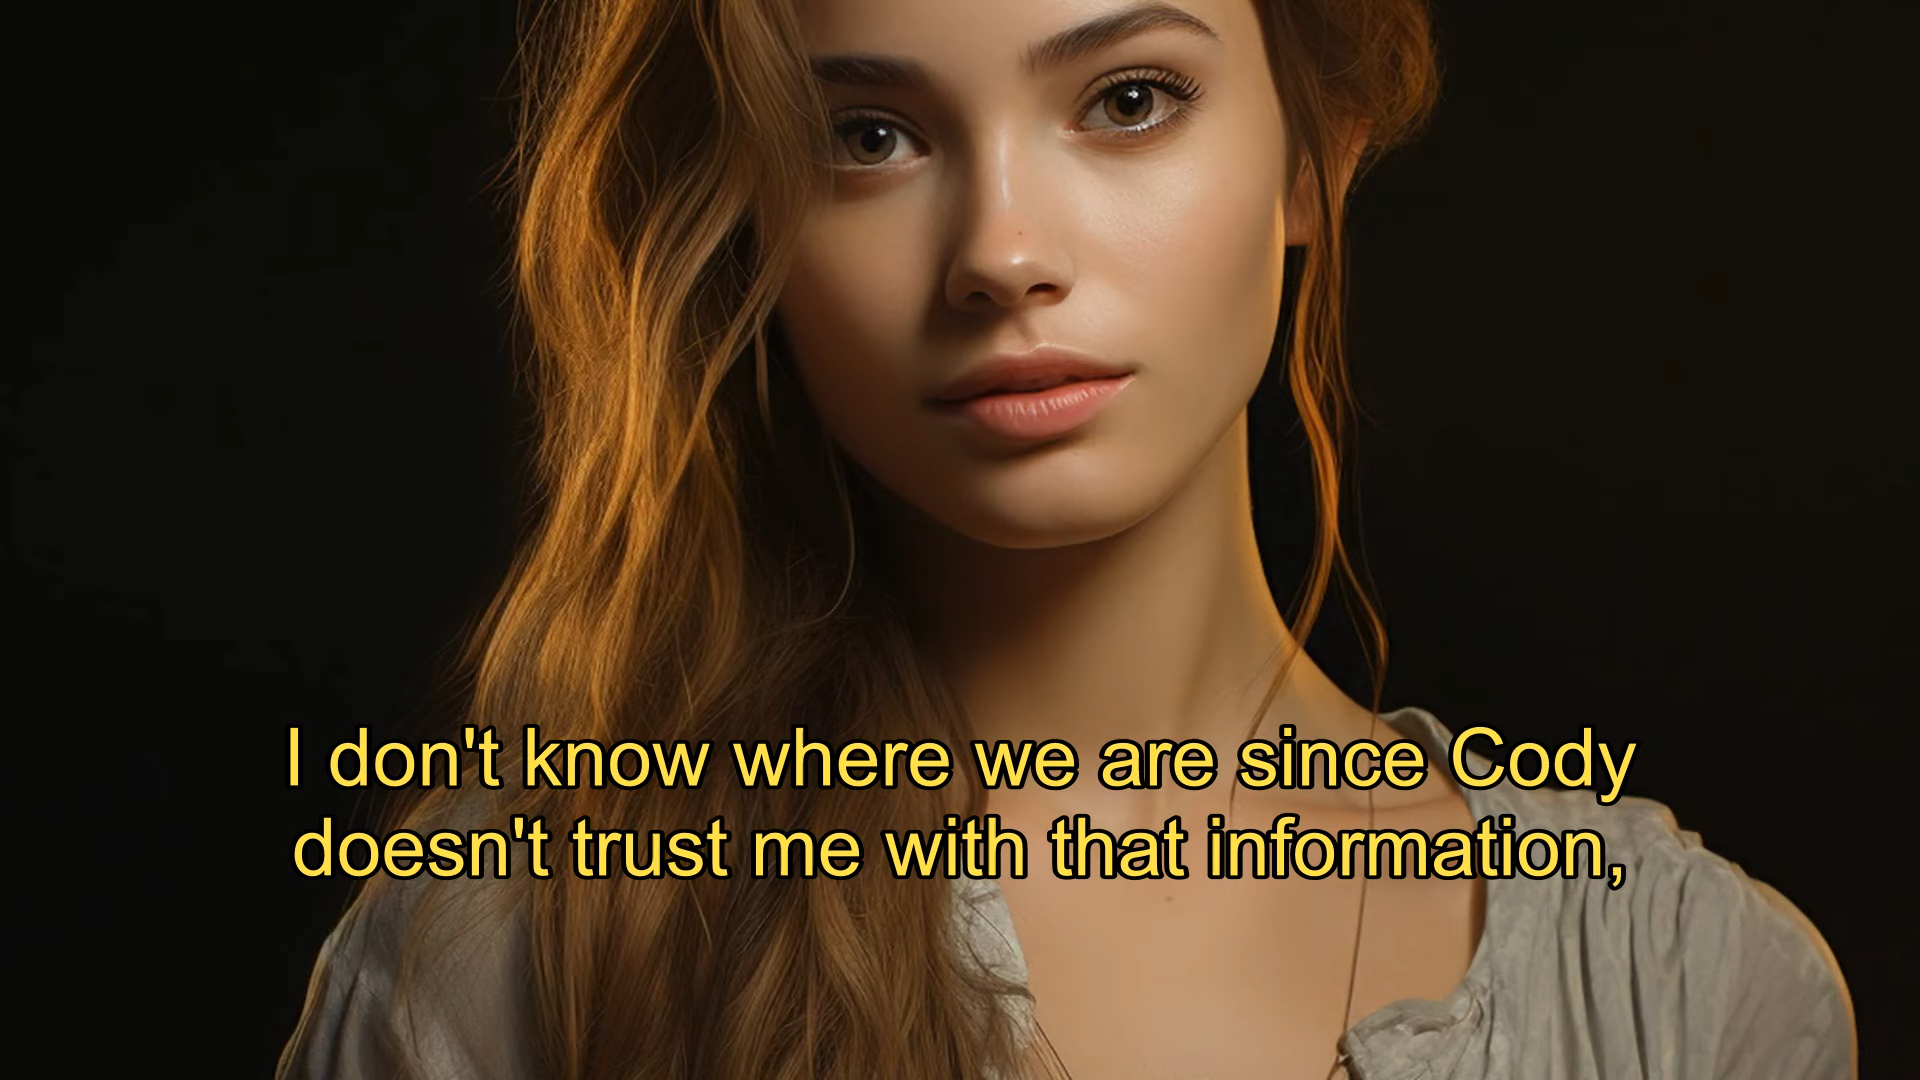 I don't know where we are since Cody
doesn't trust me with that information,